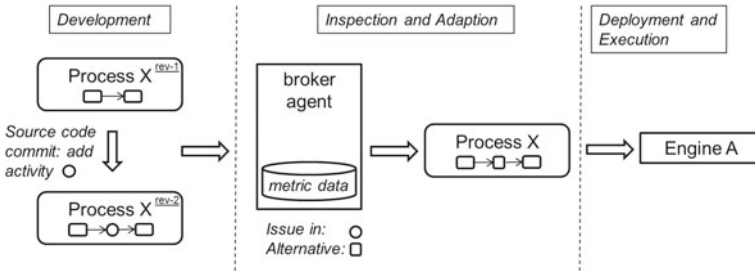 Development
Inspection and Adaption
Deployment and
Execution
Process X rev-1
Source code
commit: add
activity
Process X rev-2
broker
agent
metric data
Issue in:
Alternative:
Process X
Engine A